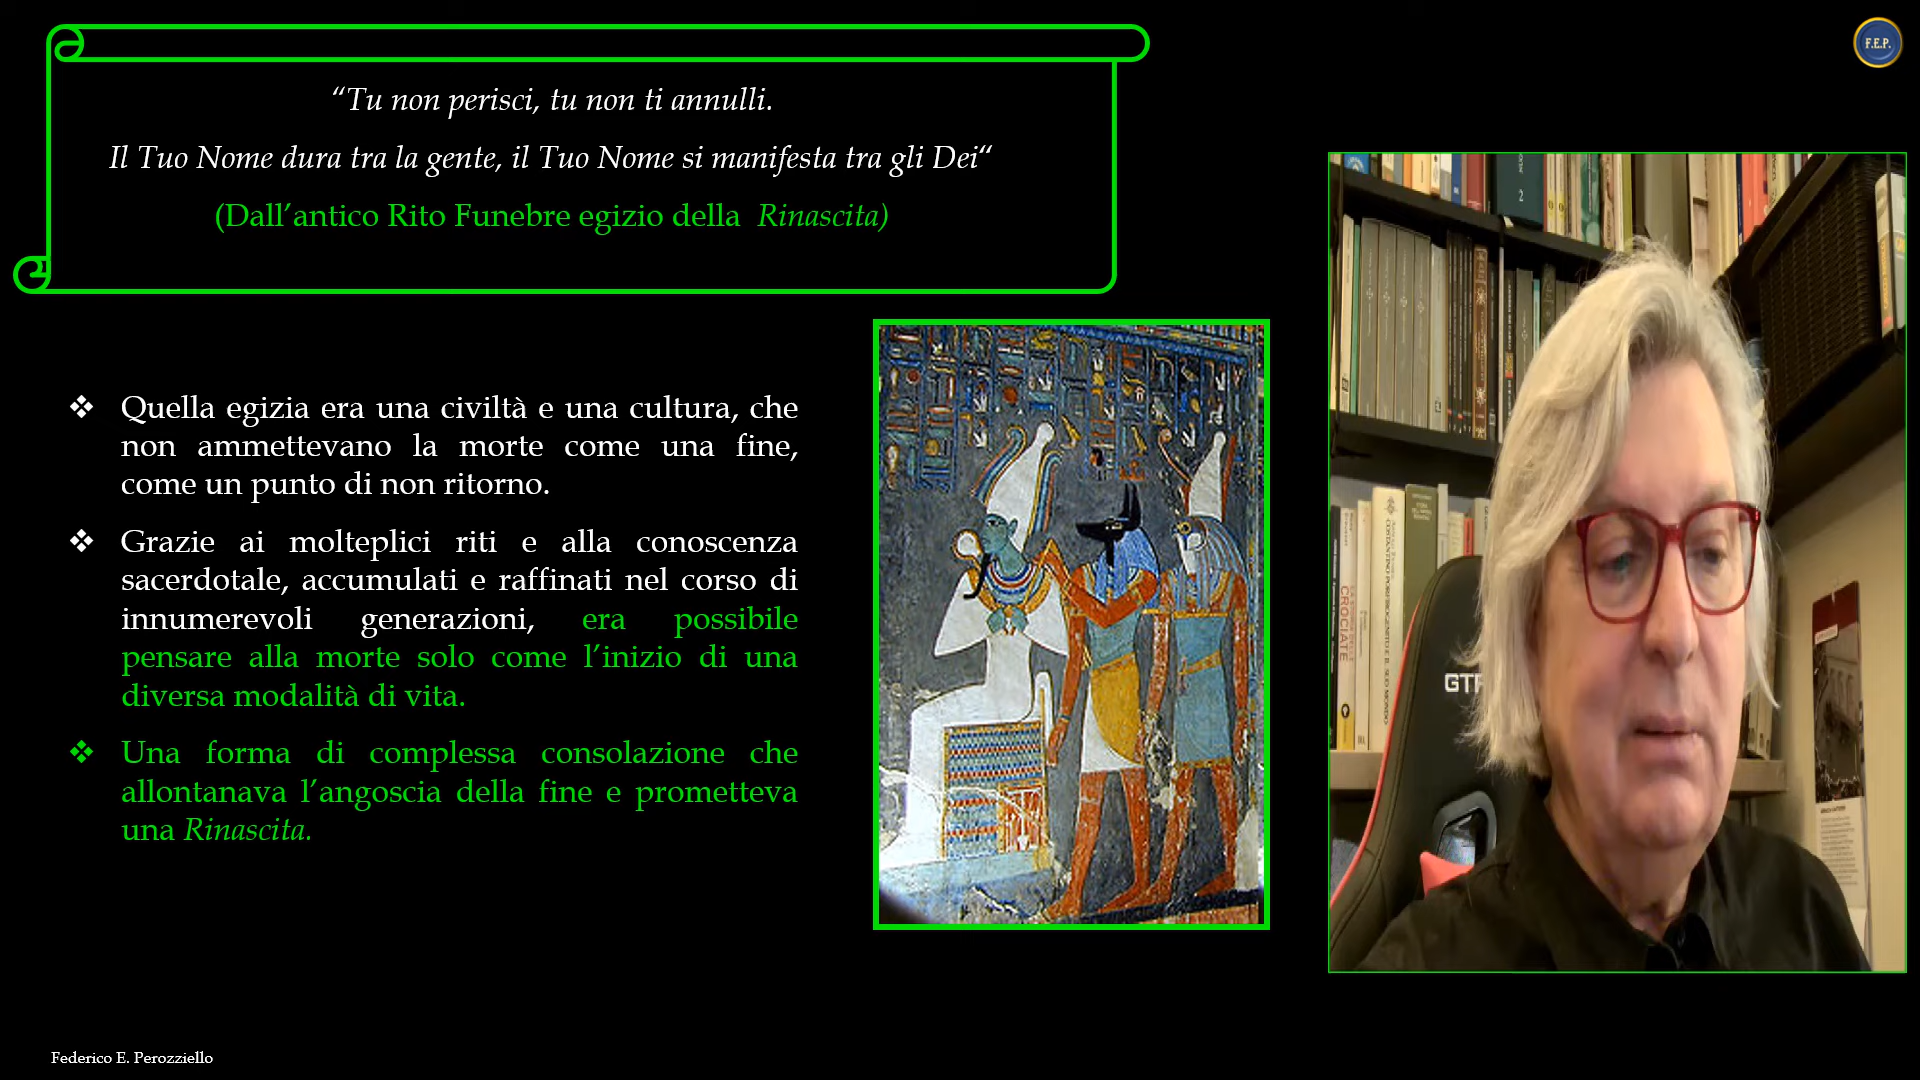 “Tu non perisci, tu non ti annulli.
Il Tuo Nome dura tra la gente, il Tuo Nome si manifesta tra gli Dei“
(Dall’antico Rito Funebre egizio della Rinascita)
❖ Quella egizia era una civiltà e una cultura, che
non ammettevano la morte come una fine,
come un punto di non ritorno.
❖ Grazie ai molteplici riti e alla conoscenza
sacerdotale, accumulati e raffinati nel corso di
innumerevoli generazioni, era possibile
pensare alla morte solo come l’inizio di una
diversa modalità di vita.
❖ Una forma di complessa consolazione che
allontanava l’angoscia della fine e prometteva
una Rinascita.
F.E.P.
2
CROCIATE
Federico E. Perozziello